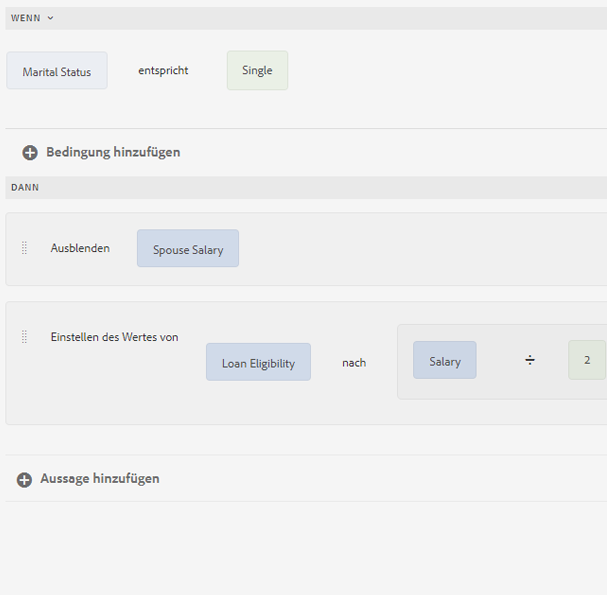 WENN
Marital Status entspricht Single
Bedingung hinzufügen
DANN
Ausblenden Spouse Salary
Einstellen des Wertes von
Loan Eligibility nach Salary ÷ 2
Aussage hinzufügen